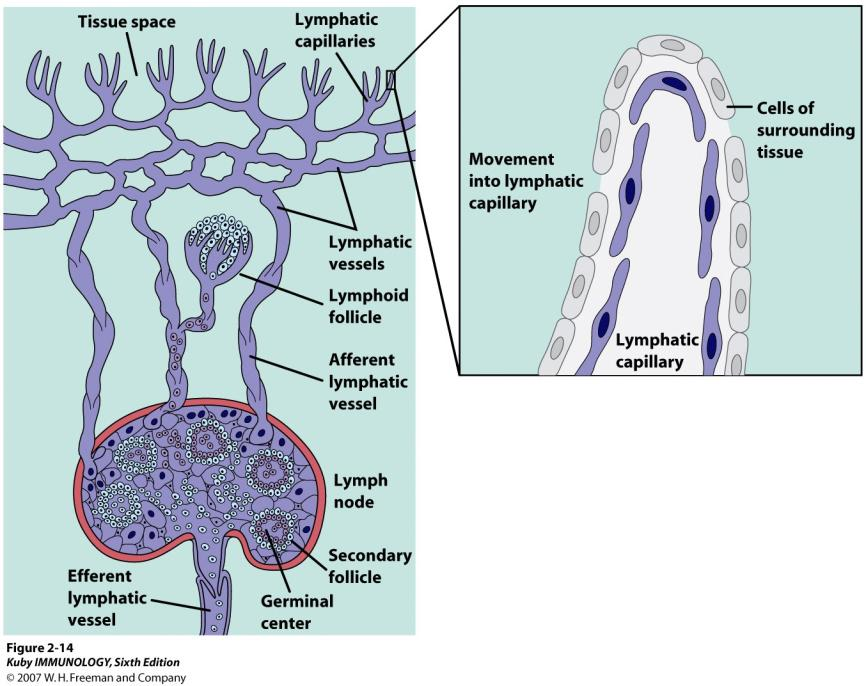 Tissue space
Lymphatic
capillaries
Lymphatic
vessels
Lymphoid
follicle
Afferent
lymphatic
vessel
Lymph
node
Secondary
follicle
Germinal
center
Efferent
lymphatic
vessel
Movement
into lymphatic
capillary
Cells of
surrounding
tissue
Lymphatic
capillary
Figure 2-14
Kuby IMMUNOLOGY, Sixth Edition
© 2007 W. H. Freeman and Company